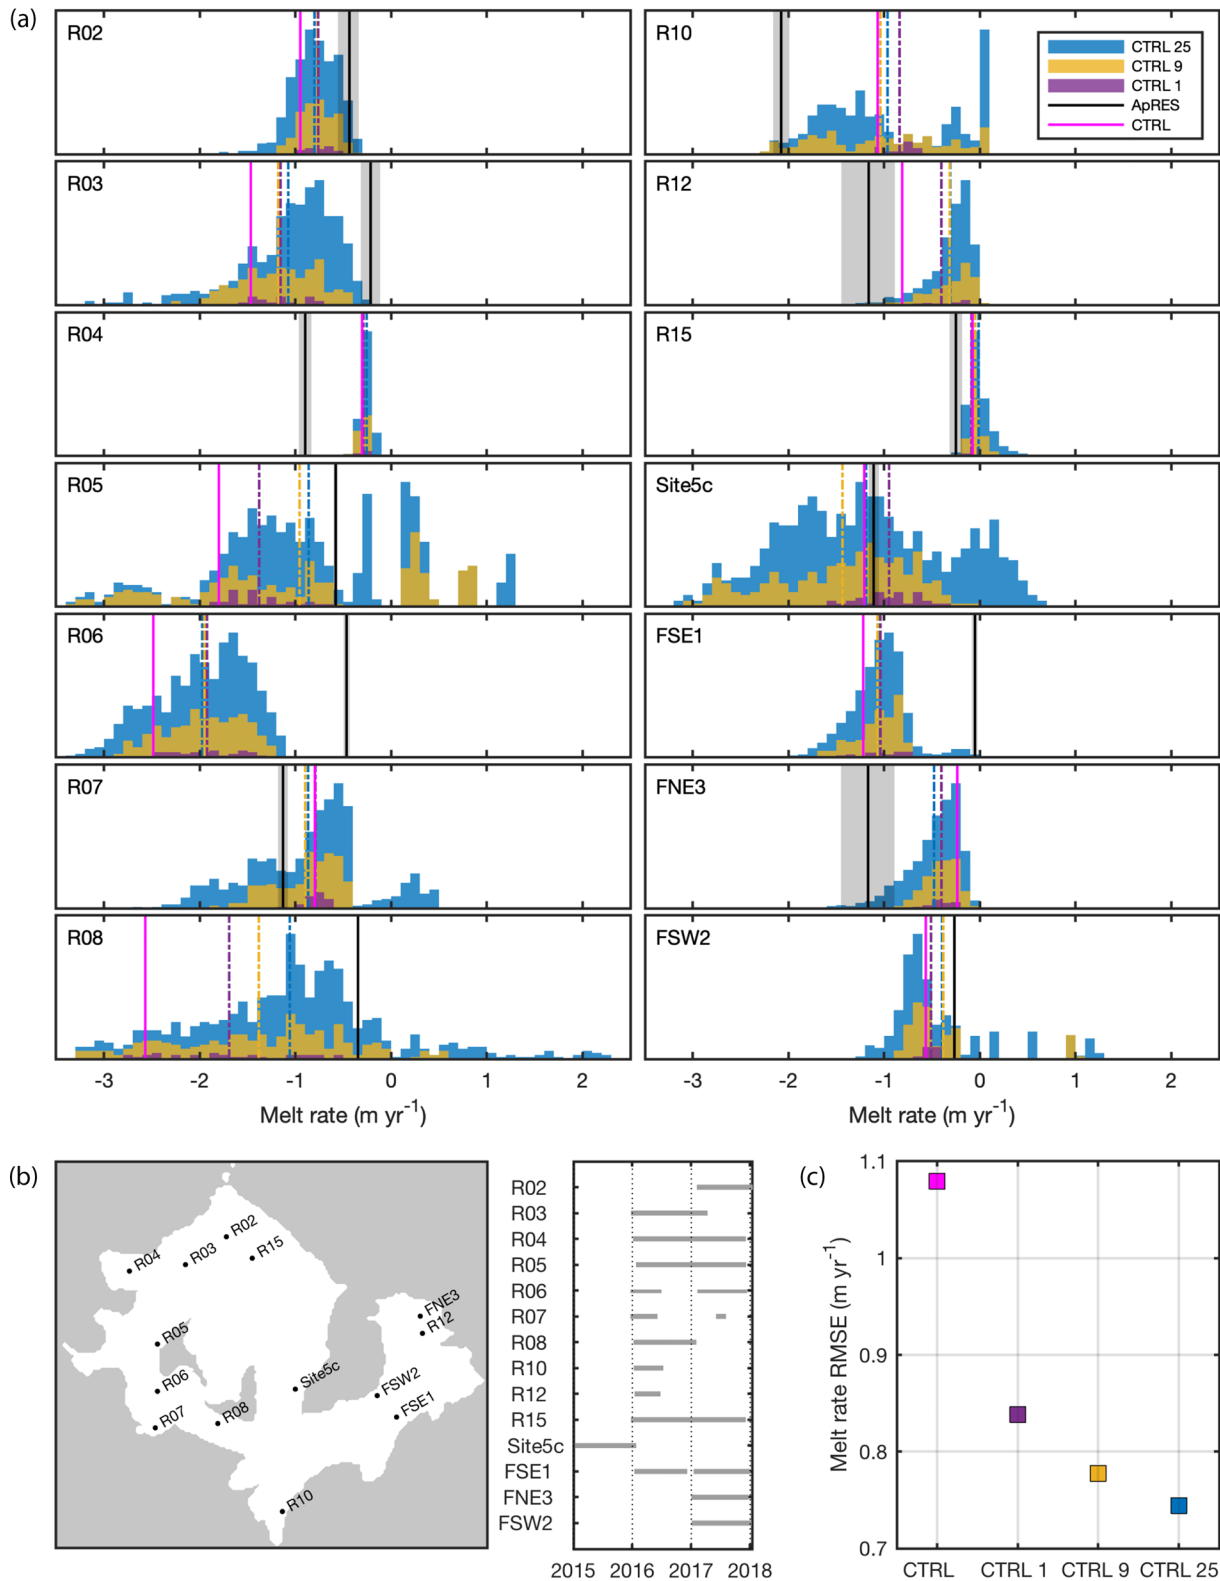 (a)
R02
R10
CTRL 25
CTRL 9
CTRL 1
ApRES
CTRL
R03
R12
R04
R15
R05
Site5c
R06
FSE1
R07
FNE3
R08
FSW2
-3 -2 -1 0 1 2
-3 -2 -1 0 1 2
Melt rate (m yr⁻¹)
Melt rate (m yr⁻¹)
(b)
R02
R03
R04
R15
FNE3
R12
R05
Site5c
FSW2
R06
FSE1
R07
R08
R10
R02
R03
R04
R05
R06
R07
R08
R10
R12
R15
Site5c
FSE1
FNE3
FSW2
2015 2016 2017 2018
(c)
Melt rate RMSE (m yr⁻¹)
1.1
1
0.9
0.8
0.7
CTRL CTRL 1 CTRL 9 CTRL 25